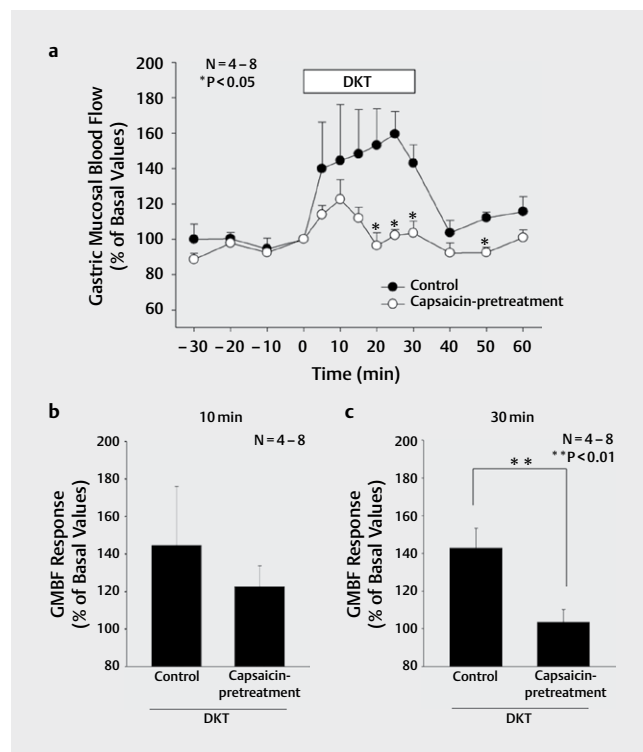 a
N = 4 – 8
*P < 0.05
DKT
Gastric Mucosal Blood Flow
(% of Basal Values)
200
180
160
140
120
100
80
60
* * * *
Control
Capsaicin-pretreatment
– 30 – 20 – 10 0 10 20 30 40 50 60
Time (min)
b
10 min
N = 4 – 8
GMBF Response
(% of Basal Values)
200
180
160
140
120
100
80
Control
Capsaicin-
pretreatment
DKT
c
30 min
N = 4 – 8
**P < 0.01
**
GMBF Response
(% of Basal Values)
200
180
160
140
120
100
80
Control
Capsaicin-
pretreatment
DKT